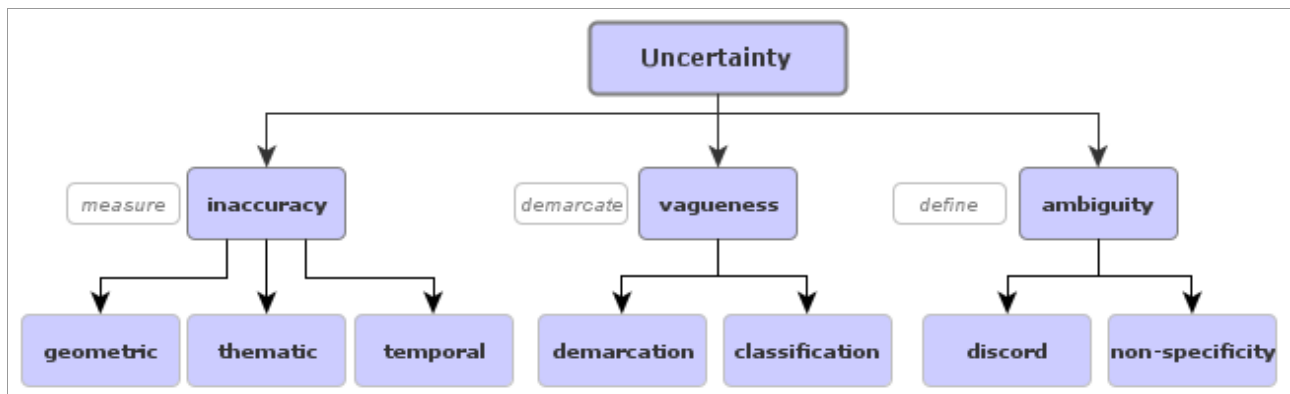 Uncertainty
measure
inaccuracy
demarcate
vagueness
define
ambiguity
geometric
thematic
temporal
demarcation
classification
discord
non-specificity